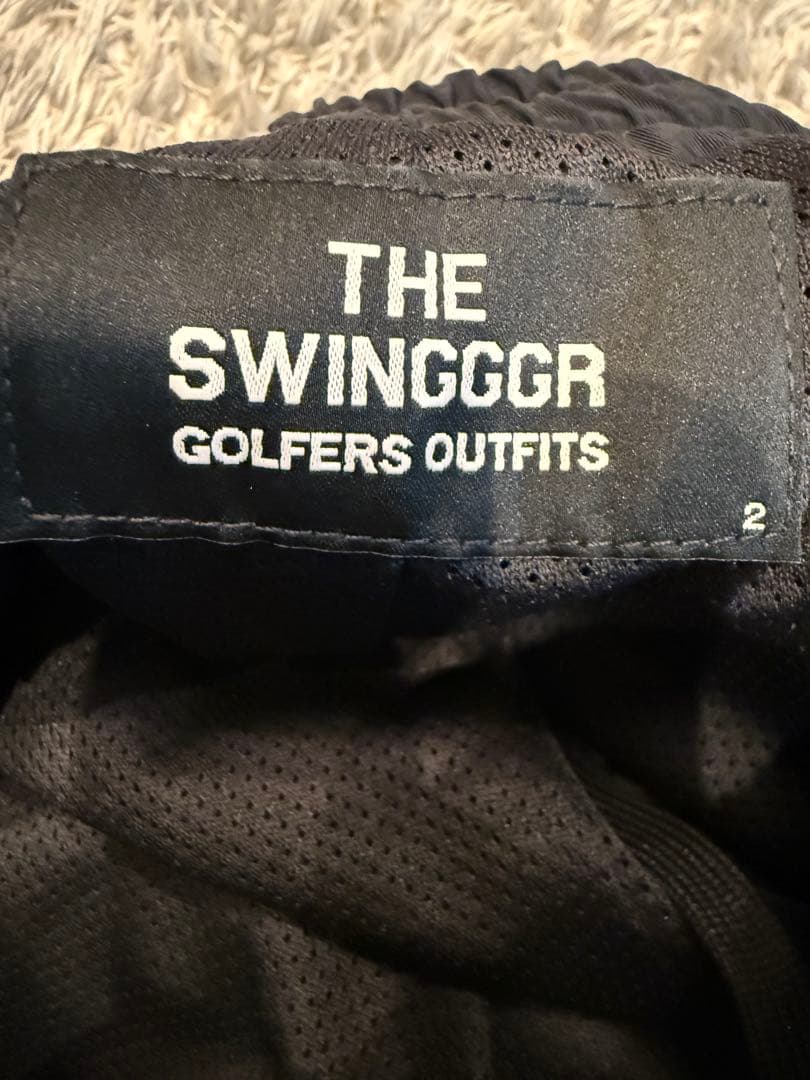 THE
SWINGGGR
GOLFERS OUTFITS
2